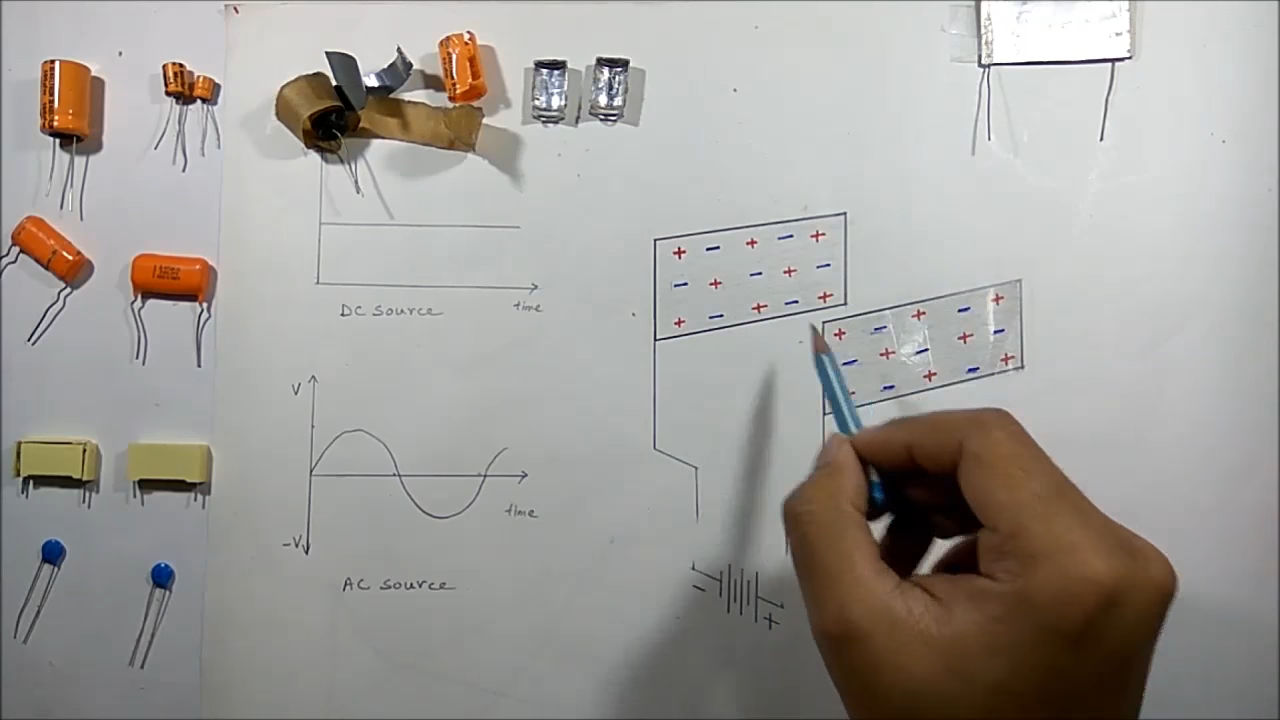 DC source
time
V
time
-V
AC source
+ - + - +
- + - + -
+ - + - +
+ - + - +
- + - + -
+ - + - +
-
+